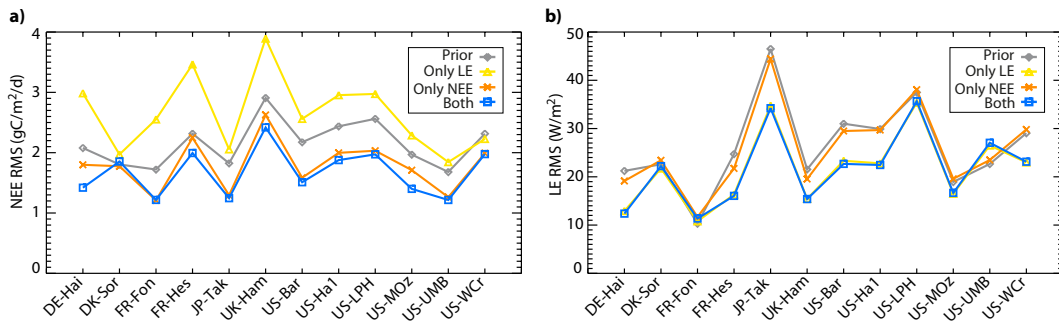 a)
NEE RMS (gC/m²/d)
4
3
2
1
0
Prior
Only LE
Only NEE
Both
DE-Hai
DK-Sor
FR-Fon
FR-Hes
JP-Tak
UK-Ham
US-Bar
US-Ha1
US-LPH
US-MOz
US-UMB
US-WCr
b)
LE RMS (W/m²)
50
40
30
20
10
0
Prior
Only LE
Only NEE
Both
DE-Hai
DK-Sor
FR-Fon
FR-Hes
JP-Tak
UK-Ham
US-Bar
US-Ha1
US-LPH
US-MOz
US-UMB
US-WCr